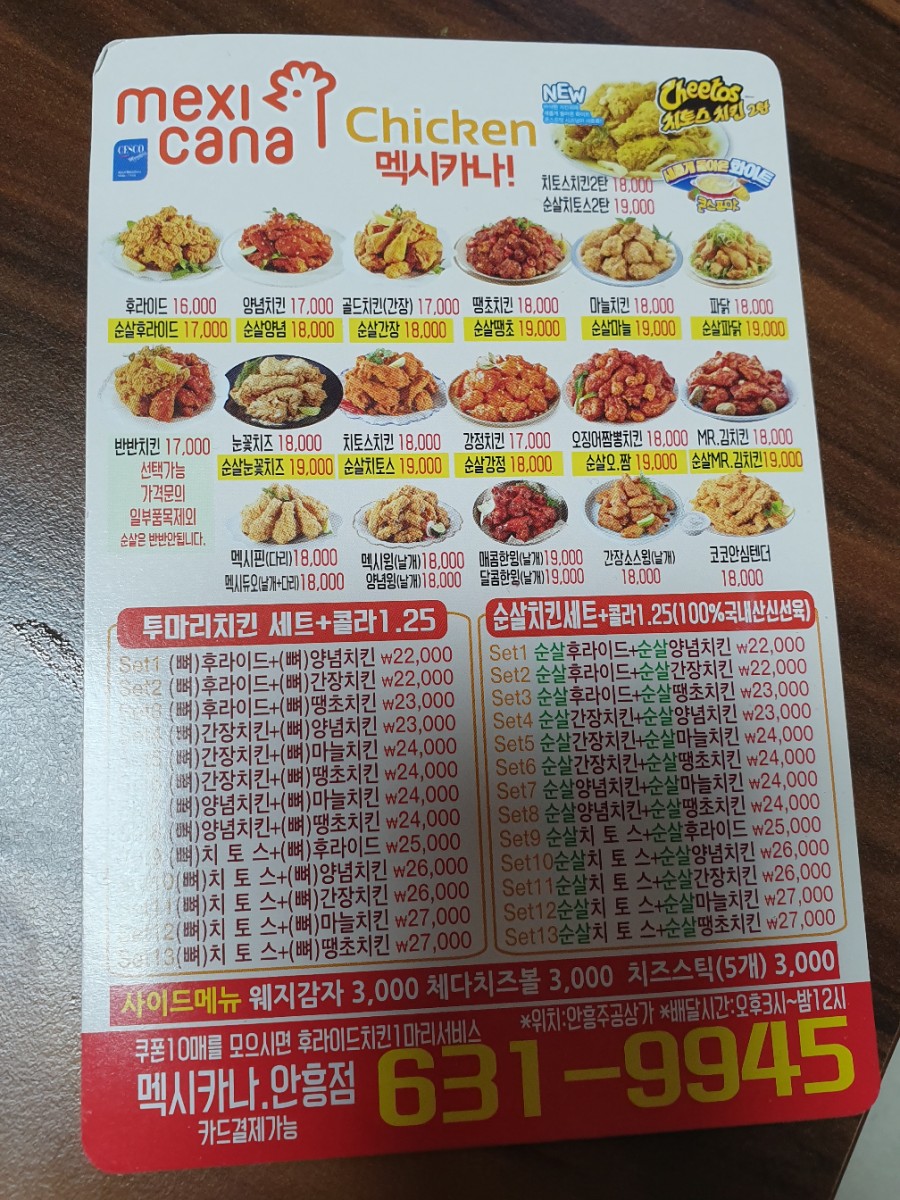 mexi
cana
CESCO
Chicken
멕시카나!
NEW
Cheetos
치토스 치킨 2탄
새롭게 돌아온 화이트
콘스프맛
치토스치킨2탄 18,000
순살치토스2탄 19,000
후라이드 16,000 양념치킨 17,000 골드치킨(간장) 17,000 땡초치킨 18,000 마늘치킨 18,000 파닭 18,000
순살후라이드 17,000 순살양념 18,000 순살간장 18,000 순살땡초 19,000 순살마늘 19,000 순살파닭 19,000
반반치킨 17,000 눈꽃치즈 18,000 치토스치킨 18,000 강정치킨 17,000 오징어짬뽕치킨 18,000 MR.김치킨 18,000
순살눈꽃치즈 19,000 순살치토스 19,000 순살강정 18,000 순살오.짬 19,000 순살MR.김치킨19,000
선택가능
가격문의
일부품목제외
순살은 반반안됩니다.
멕시핀(다리)18,000 멕시윙(날개)18,000 매콤한윙(날개)19,000 간장소스윙(날개) 코코안심텐더
멕시듀오(날개+다리)18,000 양념윙(날개)18,000 달콤한윙(날개)19,000 18,000 18,000
투마리치킨 세트+콜라1.25
Set1 (뼈)후라이드+(뼈)양념치킨 ₩22,000
Set2 (뼈)후라이드+(뼈)간장치킨 ₩22,000
(뼈)후라이드+(뼈)땡초치킨 ₩23,000
(뼈)간장치킨+(뼈)양념치킨 ₩23,000
(뼈)간장치킨+(뼈)마늘치킨 ₩24,000
(뼈)간장치킨+(뼈)땡초치킨 ₩24,000
(뼈)양념치킨+(뼈)마늘치킨 ₩24,000
(뼈)양념치킨+(뼈)땡초치킨 ₩24,000
(뼈)치 토 스+(뼈)후라이드 ₩25,000
(뼈)치 토 스+(뼈)양념치킨 ₩26,000
(뼈)치 토 스+(뼈)간장치킨 ₩26,000
(뼈)치 토 스+(뼈)마늘치킨 ₩27,000
Set13(뼈)치 토 스+(뼈)땡초치킨 ₩27,000
순살치킨세트+콜라1.25(100%국내산신선육)
Set1 순살후라이드+순살양념치킨 ₩22,000
Set2 순살후라이드+순살간장치킨 ₩22,000
Set3 순살후라이드+순살땡초치킨 ₩23,000
Set4 순살간장치킨+순살양념치킨 ₩23,000
Set5 순살간장치킨+순살마늘치킨 ₩24,000
Set6 순살간장치킨+순살땡초치킨 ₩24,000
Set7 순살양념치킨+순살마늘치킨 ₩24,000
Set8 순살양념치킨+순살땡초치킨 ₩24,000
Set9 순살치 토 스+순살후라이드 ₩25,000
Set10순살치 토 스+순살양념치킨 ₩26,000
Set11순살치 토 스+순살간장치킨 ₩26,000
Set12순살치 토 스+순살마늘치킨 ₩27,000
Set13순살치 토 스+순살땡초치킨 ₩27,000
사이드메뉴 웨지감자 3,000 체다치즈볼 3,000 치즈스틱(5개) 3,000
*위치:안흥주공상가 *배달시간:오후3시~밤12시
쿠폰10매를 모으시면 후라이드치킨1마리서비스
멕시카나.안흥점 631-9945
카드결제가능